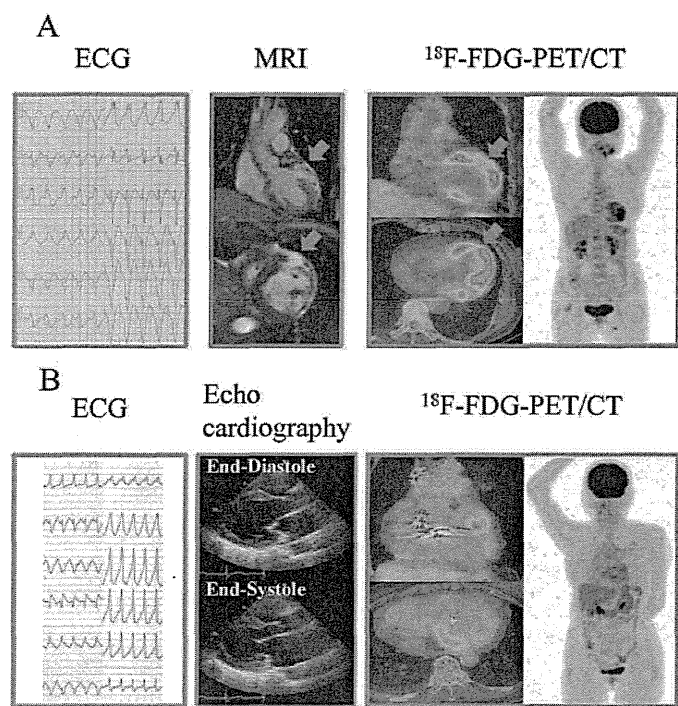 A
ECG MRI ¹⁸F-FDG-PET/CT
B
ECG Echo cardiography ¹⁸F-FDG-PET/CT
End-Diastole
End-Systole